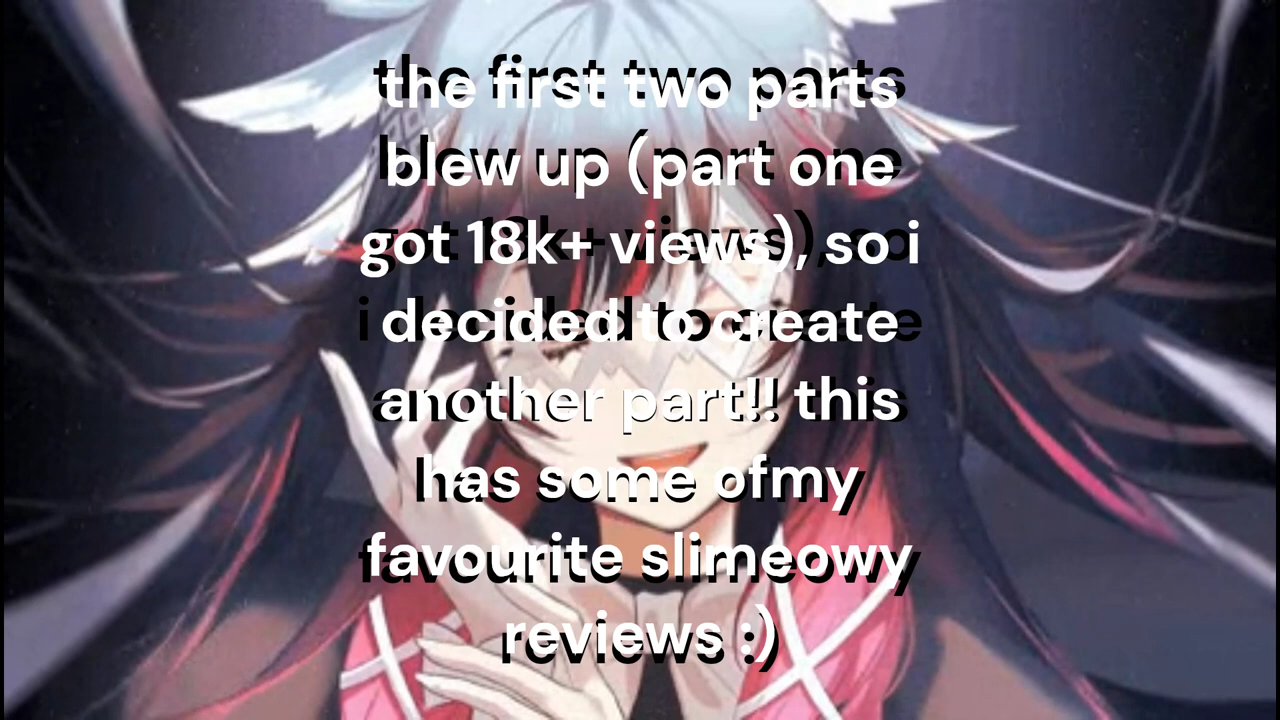 the first two parts
blew up (part one
got 18k+ views), so i
decided to create
another part!! this
has some ofmy
favourite slimeowy
reviews :)